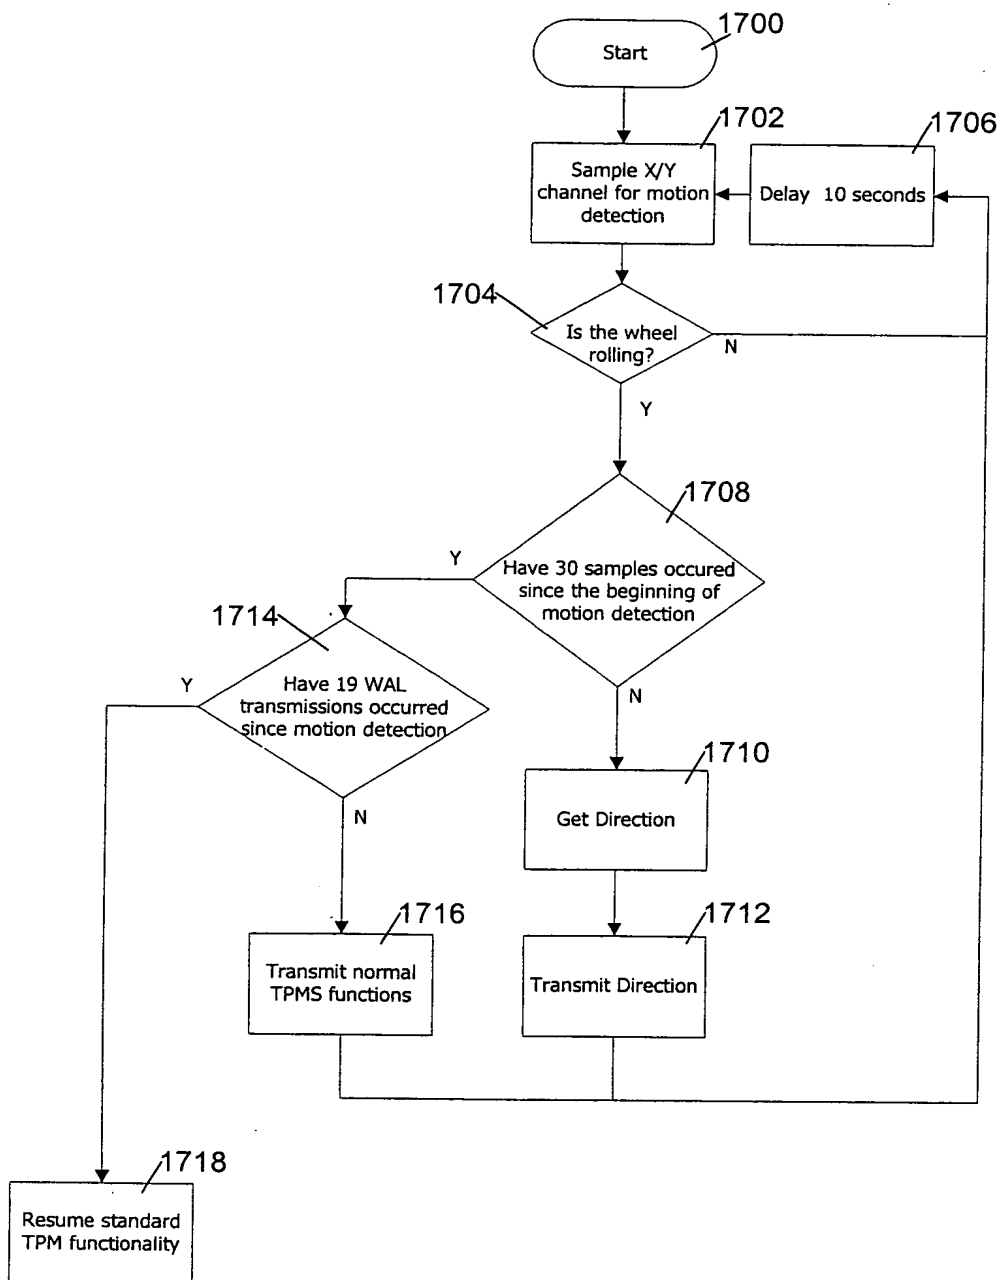 1700
Start
1702
1706
Sample X/Y
channel for motion
detection
Delay 10 seconds
1704
Is the wheel
rolling?
N
Y
1708
Y
Have 30 samples occured
since the beginning of
motion detection
1714
Y
Have 19 WAL
transmissions occurred
since motion detection
N
1710
N
Get Direction
1716
1712
Transmit normal
TPMS functions
Transmit Direction
1718
Resume standard
TPM functionality